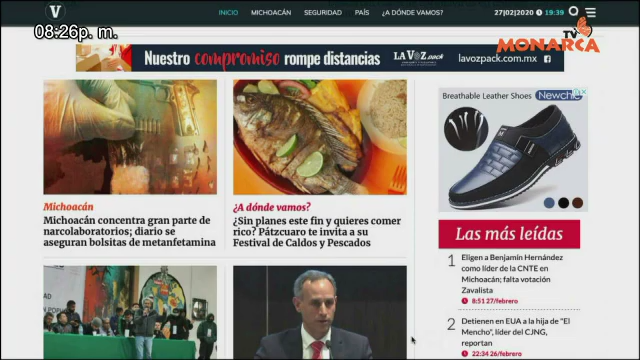 08:26p. m.
V
INICIO MICHOACÁN SEGURIDAD PAÍS ¿A DÓNDE VAMOS?
27|02|2020 19:39
TV
MONARCA
Nuestro compromiso rompe distancias
LA VOZ pack
lavozpack.com.mx
Breathable Leather Shoes Newchic
Michoacán
Michoacán concentra gran parte de
narcolaboratorios; diario se
aseguran bolsitas de metanfetamina
¿A dónde vamos?
¿Sin planes este fin y quieres comer
rico? Pátzcuaro te invita a su
Festival de Caldos y Pescados
Las más leídas
1 Eligen a Benjamín Hernández
como líder de la CNTE en
Michoacán; falta votación
Zavalista
8:51 27/febrero
2 Detienen en EUA a la hija de "El
Mencho", líder del CJNG,
reportan
22:34 26/febrero